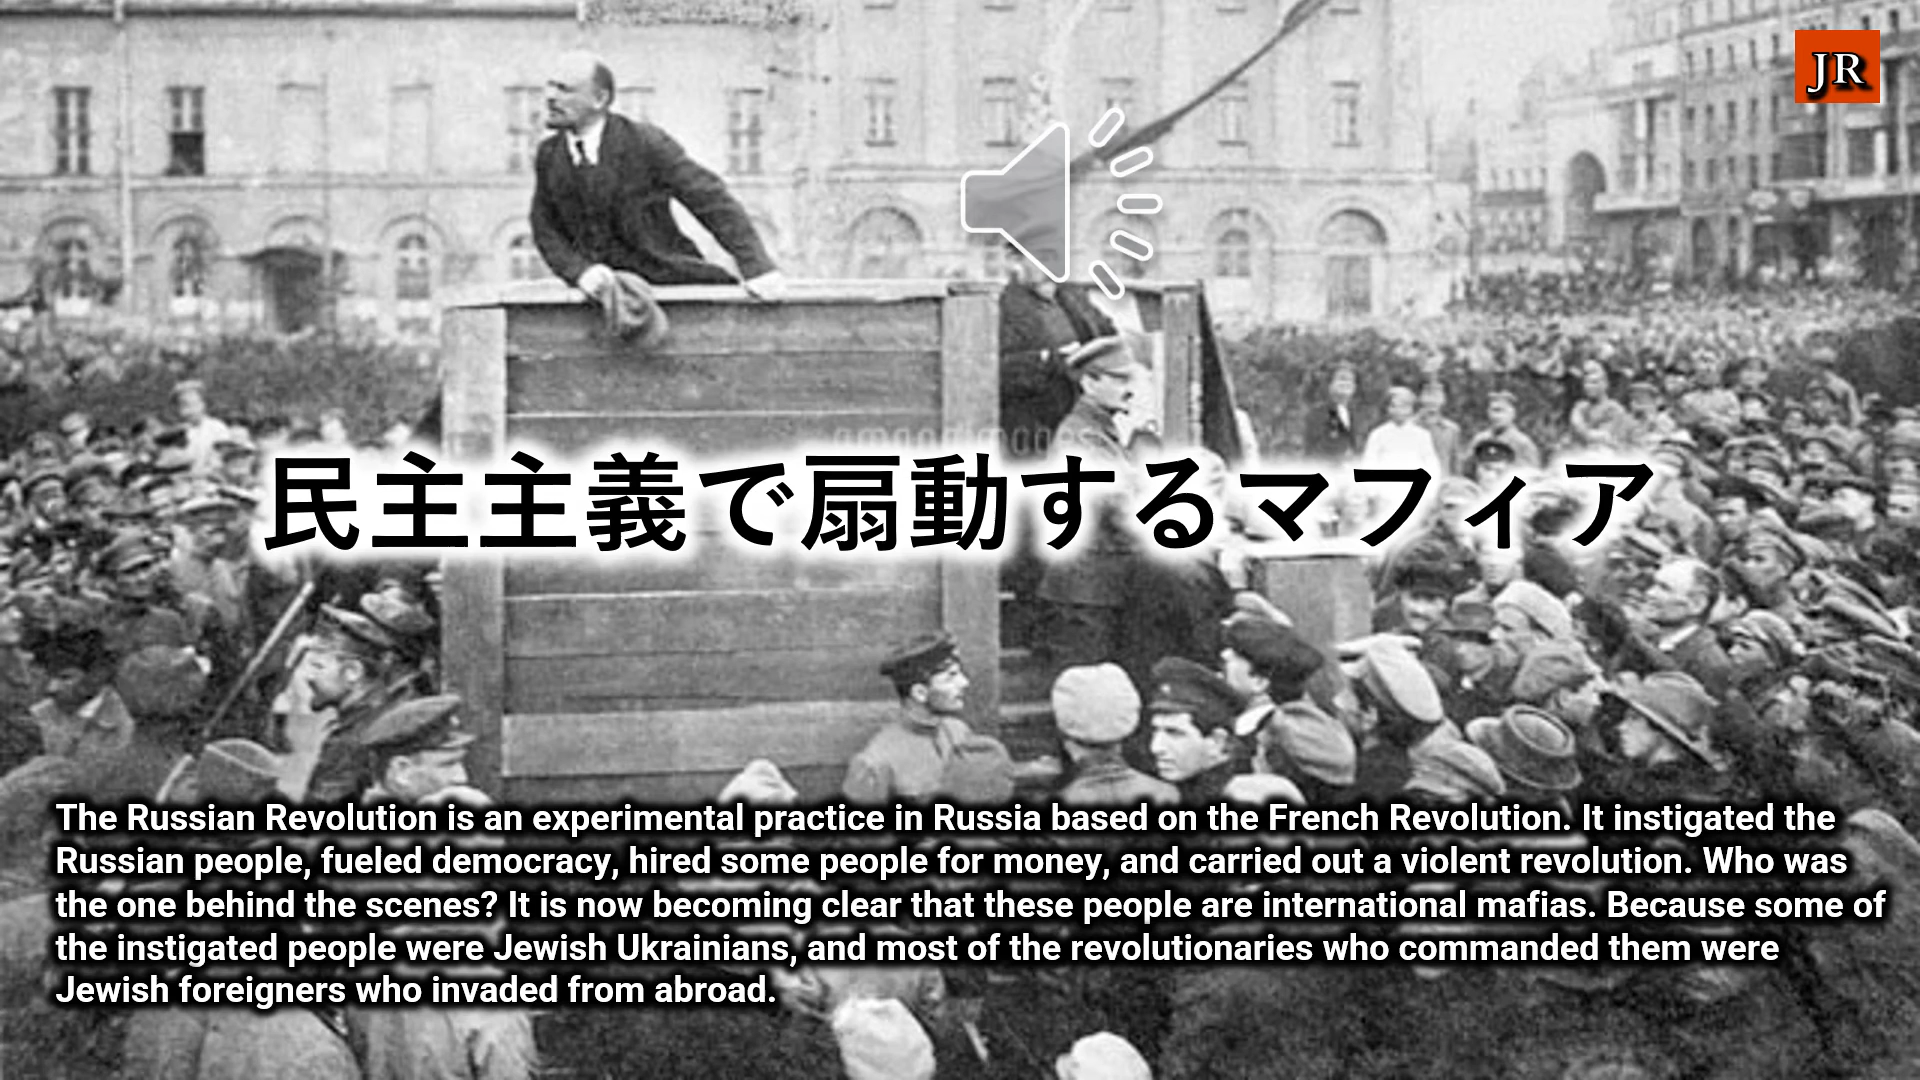 JR
民主主義で扇動するマフィア
The Russian Revolution is an experimental practice in Russia based on the French Revolution. It instigated the
Russian people, fueled democracy, hired some people for money, and carried out a violent revolution. Who was
the one behind the scenes? It is now becoming clear that these people are international mafias. Because some of
the instigated people were Jewish Ukrainians, and most of the revolutionaries who commanded them were
Jewish foreigners who invaded from abroad.